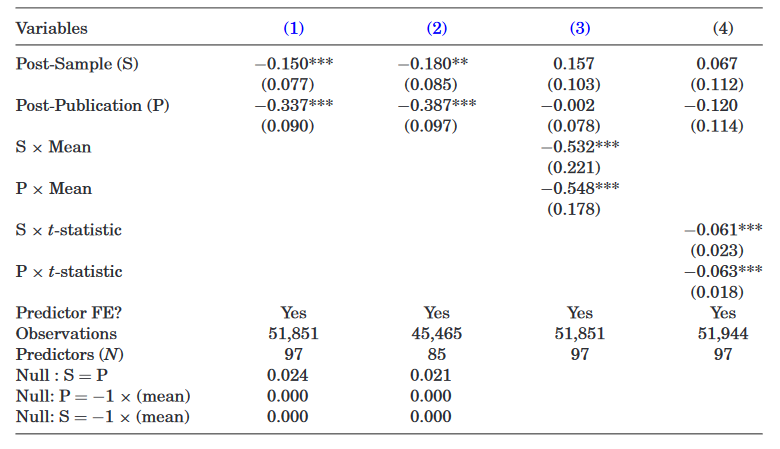 Variables (1) (2) (3) (4)
Post-Sample (S) −0.150*** −0.180** 0.157 0.067
(0.077) (0.085) (0.103) (0.112)
Post-Publication (P) −0.337*** −0.387*** −0.002 −0.120
(0.090) (0.097) (0.078) (0.114)
S × Mean −0.532***
(0.221)
P × Mean −0.548***
(0.178)
S × t-statistic −0.061***
(0.023)
P × t-statistic −0.063***
(0.018)
Predictor FE? Yes Yes Yes Yes
Observations 51,851 45,465 51,851 51,944
Predictors (N) 97 85 97 97
Null : S = P 0.024 0.021
Null: P = −1 × (mean) 0.000 0.000
Null: S = −1 × (mean) 0.000 0.000